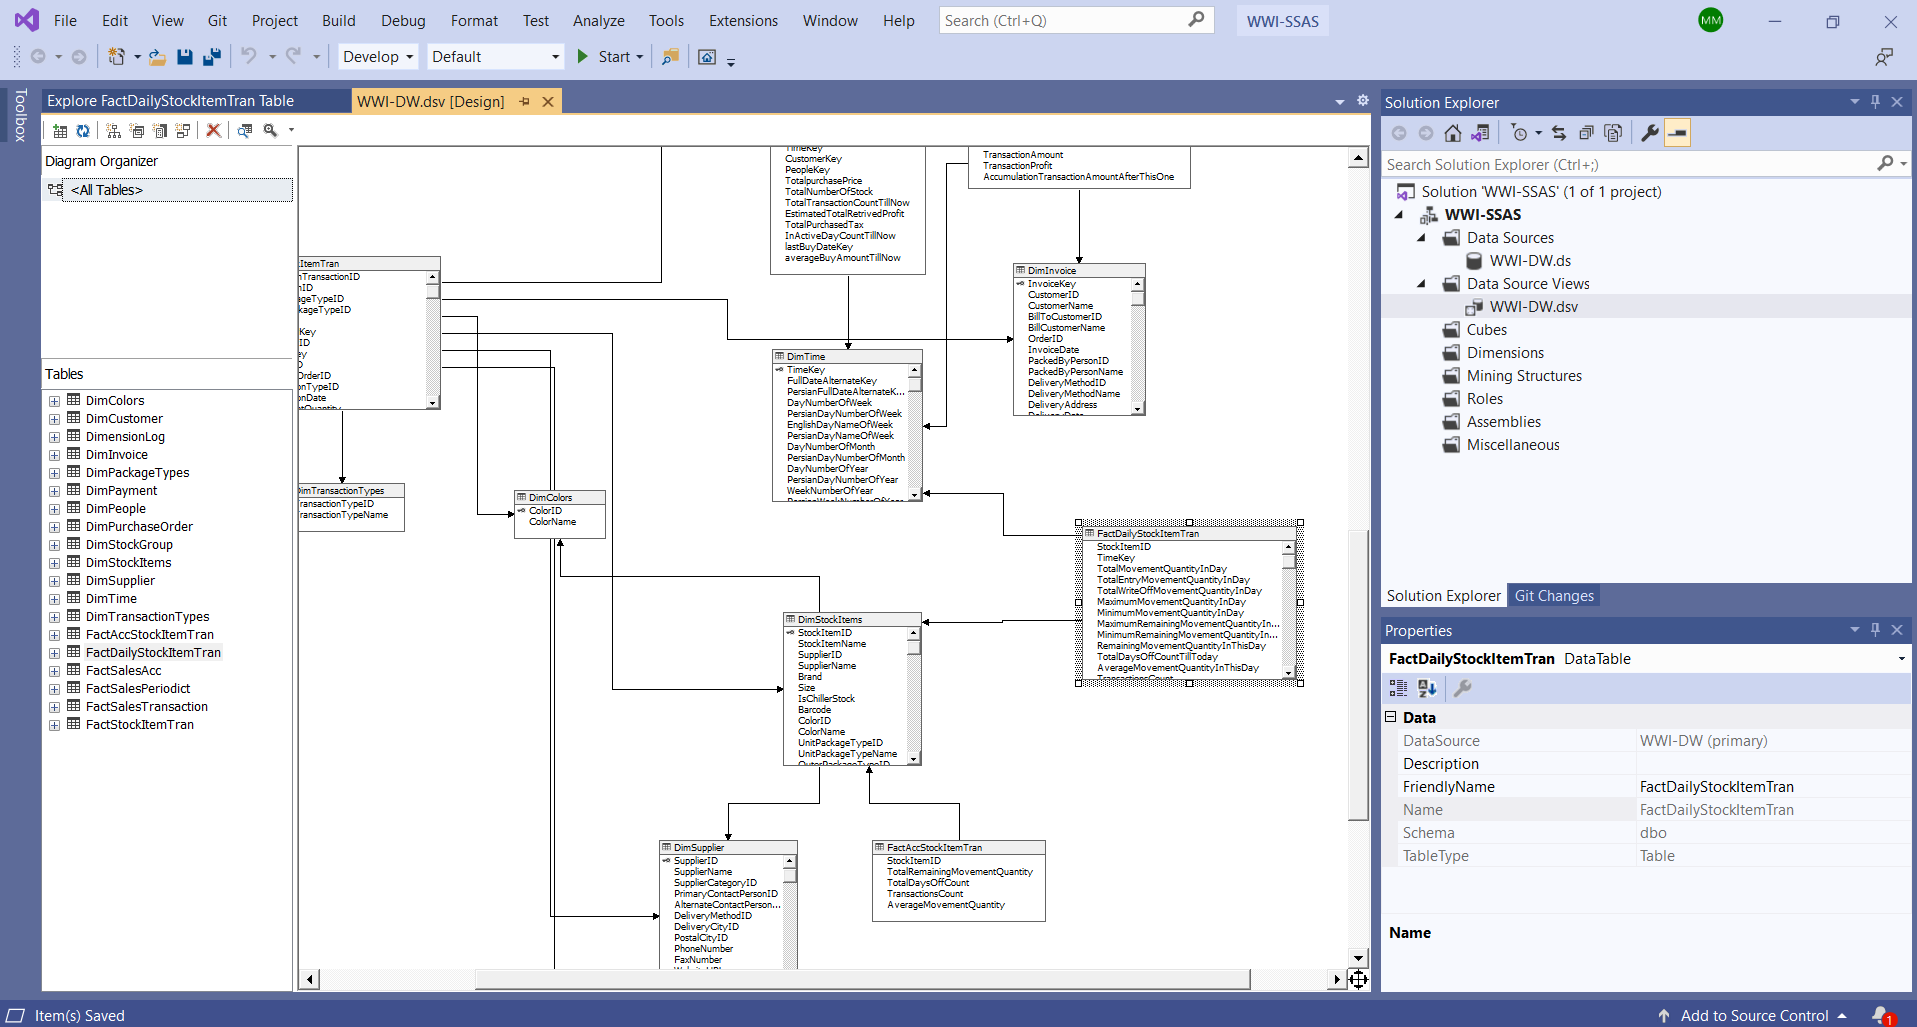 File Edit View Git Project Build Debug Format Test Analyze Tools Extensions Window Help Search (Ctrl+Q) WWI-SSAS MM
Develop Default Start
Toolbox
Explore FactDailyStockItemTran Table WWI-DW.dsv [Design]
Diagram Organizer
<All Tables>
Tables
DimColors
DimCustomer
DimensionLog
DimInvoice
DimPackageTypes
DimPayment
DimPeople
DimPurchaseOrder
DimStockGroup
DimStockItems
DimSupplier
DimTime
DimTransactionTypes
FactAccStockItemTran
FactDailyStockItemTran
FactSalesAcc
FactSalesPeriodict
FactSalesTransaction
FactStockItemTran
TimeKey
CustomerKey
PeopleKey
TotalpurchasePrice
TotalNumberOfStock
TotalTransactionCountTillNow
EstimatedTotalRetrivedProfit
TotalPurchasedTax
InActiveDayCountTillNow
lastBuyDateKey
averageBuyAmountTillNow
TransactionAmount
TransactionProfit
AccumulationTransactionAmountAfterThisOne
kItemTran
nTransactionID
nID
ageTypeID
kageTypeID
Key
ID
ey
D
OrderID
onTypeID
onDate
ntQuantity
DimInvoice
InvoiceKey
CustomerID
CustomerName
BillToCustomerID
BillCustomerName
OrderID
InvoiceDate
PackedByPersonID
PackedByPersonName
DeliveryMethodID
DeliveryMethodName
DeliveryAddress
DimTime
TimeKey
FullDateAlternateKey
PersianFullDateAlternateK...
DayNumberOfWeek
PersianDayNumberOfWeek
EnglishDayNameOfWeek
PersianDayNameOfWeek
DayNumberOfMonth
PersianDayNumberOfMonth
DayNumberOfYear
PersianDayNumberOfYear
WeekNumberOfYear
PersianWeekNumberOfYear
DimTransactionTypes
TransactionTypeID
TransactionTypeName
DimColors
ColorID
ColorName
FactDailyStockItemTran
StockItemID
TimeKey
TotalMovementQuantityInDay
TotalEntryMovementQuantityInDay
TotalWriteOffMovementQuantityInDay
MaximumMovementQuantityInDay
MinimumMovementQuantityInDay
MaximumRemainingMovementQuantityIn...
MinimumRemainingMovementQuantityIn...
RemainingMovementQuantityInThisDay
TotalDaysOffCountTillToday
AverageMovementQuantityInThisDay
TransactionsCount
DimStockItems
StockItemID
StockItemName
SupplierID
SupplierName
Brand
Size
IsChillerStock
Barcode
ColorID
ColorName
UnitPackageTypeID
UnitPackageTypeName
OuterPackageTypeID
DimSupplier
SupplierID
SupplierName
SupplierCategoryID
PrimaryContactPersonID
AlternateContactPerson...
DeliveryMethodID
DeliveryCityID
PostalCityID
PhoneNumber
FaxNumber
FactAccStockItemTran
StockItemID
TotalRemainingMovementQuantity
TotalDaysOffCount
TransactionsCount
AverageMovementQuantity
Solution Explorer
Search Solution Explorer (Ctrl+;)
Solution 'WWI-SSAS' (1 of 1 project)
WWI-SSAS
Data Sources
WWI-DW.ds
Data Source Views
WWI-DW.dsv
Cubes
Dimensions
Mining Structures
Roles
Assemblies
Miscellaneous
Solution Explorer Git Changes
Properties
FactDailyStockItemTran DataTable
Data
DataSource WWI-DW (primary)
Description
FriendlyName FactDailyStockItemTran
Name FactDailyStockItemTran
Schema dbo
TableType Table
Name
Item(s) Saved Add to Source Control 1